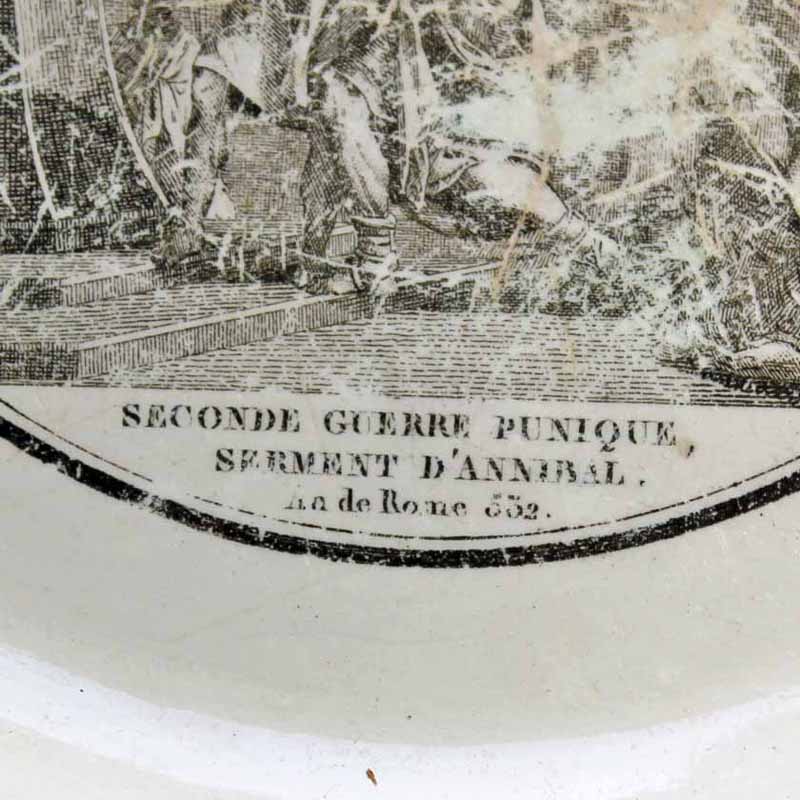 SECONDE GUERRE PUNIQUE,
SERMENT D'ANNIBAL.
An de Rome 532.